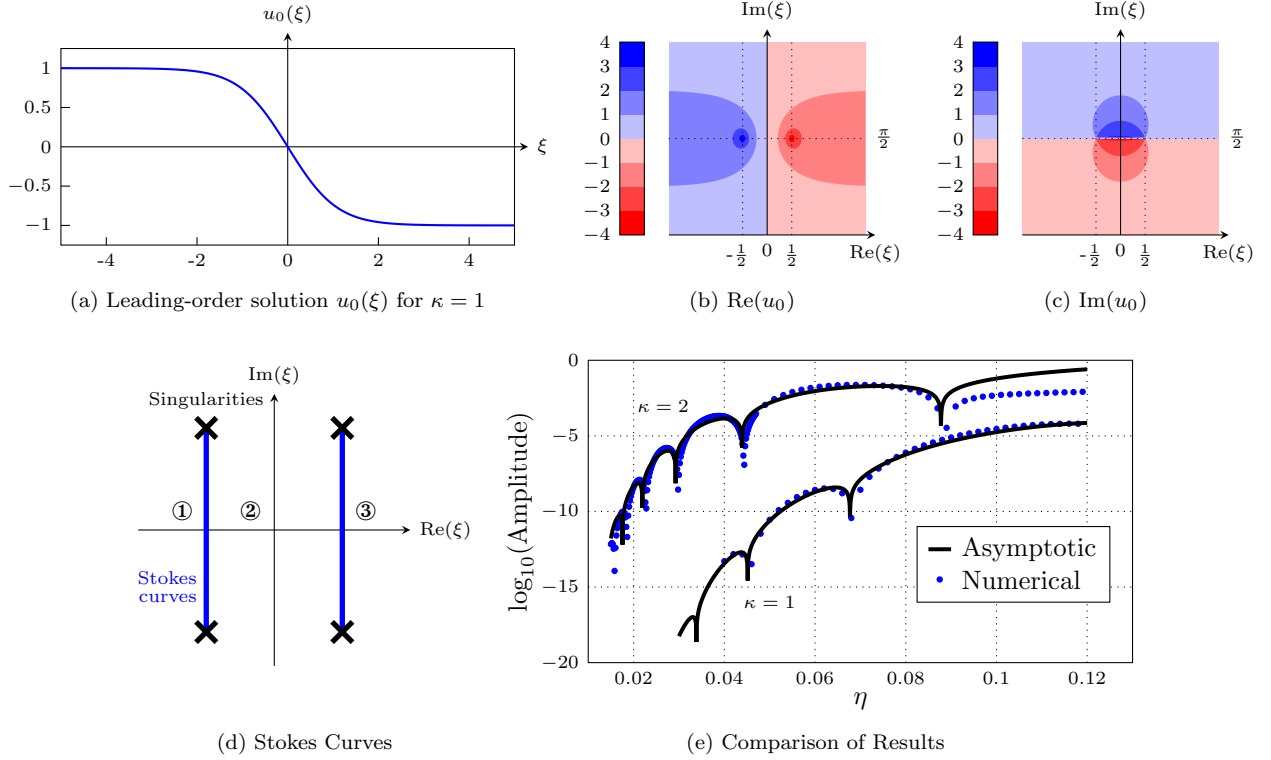 u₀(ξ)
1
0.5
0
−0.5
−1
-4
-2
0
2
4
ξ
(a) Leading-order solution u₀(ξ) for κ = 1
Im(ξ)
4
3
2
1
0
−1
−2
−3
−4
π/2
-1/2
0
1/2
Re(ξ)
(b) Re(u₀)
Im(ξ)
4
3
2
1
0
−1
−2
−3
−4
π/2
-1/2
0
1/2
Re(ξ)
(c) Im(u₀)
Im(ξ)
Singularities
①
②
③
Re(ξ)
Stokes
curves
(d) Stokes Curves
log₁₀(Amplitude)
0
−5
−10
−15
−20
κ = 2
κ = 1
Asymptotic
Numerical
0.02
0.04
0.06
0.08
0.1
0.12
η
(e) Comparison of Results